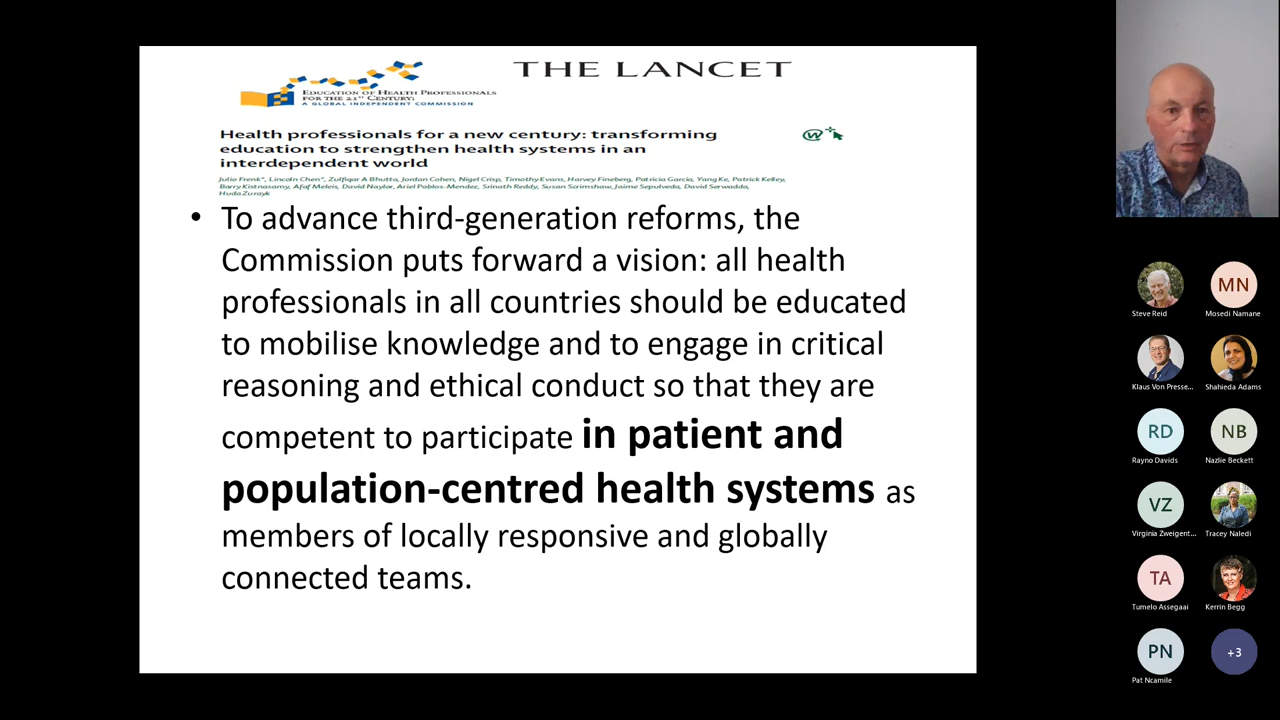 EDUCATION OF HEALTH PROFESSIONALS
FOR THE 21ST CENTURY:
A GLOBAL INDEPENDENT COMMISSION
THE LANCET
Health professionals for a new century: transforming
education to strengthen health systems in an
interdependent world
Julio Frenk*, Lincoln Chen*, Zulfiqar A Bhutta, Jordan Cohen, Nigel Crisp, Timothy Evans, Harvey Fineberg, Patricia Garcia, Yang Ke, Patrick Kelley,
Barry Kistnasamy, Afaf Meleis, David Naylor, Ariel Pablos-Mendez, Srinath Reddy, Susan Scrimshaw, Jaime Sepulveda, David Serwadda,
Huda Zurayk
• To advance third-generation reforms, the
Commission puts forward a vision: all health
professionals in all countries should be educated
to mobilise knowledge and to engage in critical
reasoning and ethical conduct so that they are
competent to participate in patient and
population-centred health systems as
members of locally responsive and globally
connected teams.
Steve Reid
MN
Mosedi Namane
Klaus Von Presse...
Shahieda Adams
RD
Rayno Davids
NB
Nazlie Beckett
VZ
Virginia Zweigent...
Tracey Naledi
TA
Tumelo Assegaai
Kerrin Begg
PN
Pat Ncamile
+3